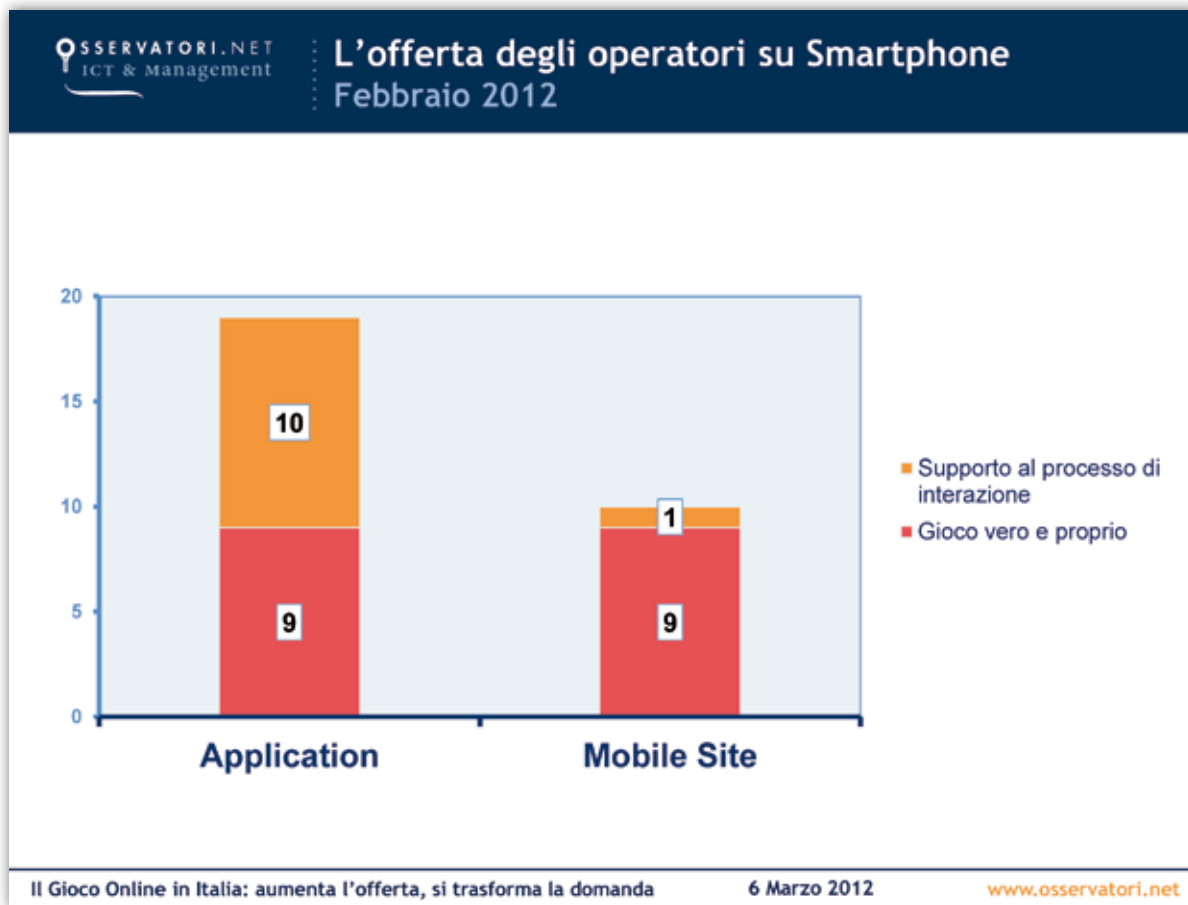 OSSERVATORI.NET
ICT & Management
L'offerta degli operatori su Smartphone
Febbraio 2012
20
15
10
5
0
10
9
1
9
Application
Mobile Site
Supporto al processo di
interazione
Gioco vero e proprio
Il Gioco Online in Italia: aumenta l'offerta, si trasforma la domanda
6 Marzo 2012
www.osservatori.net